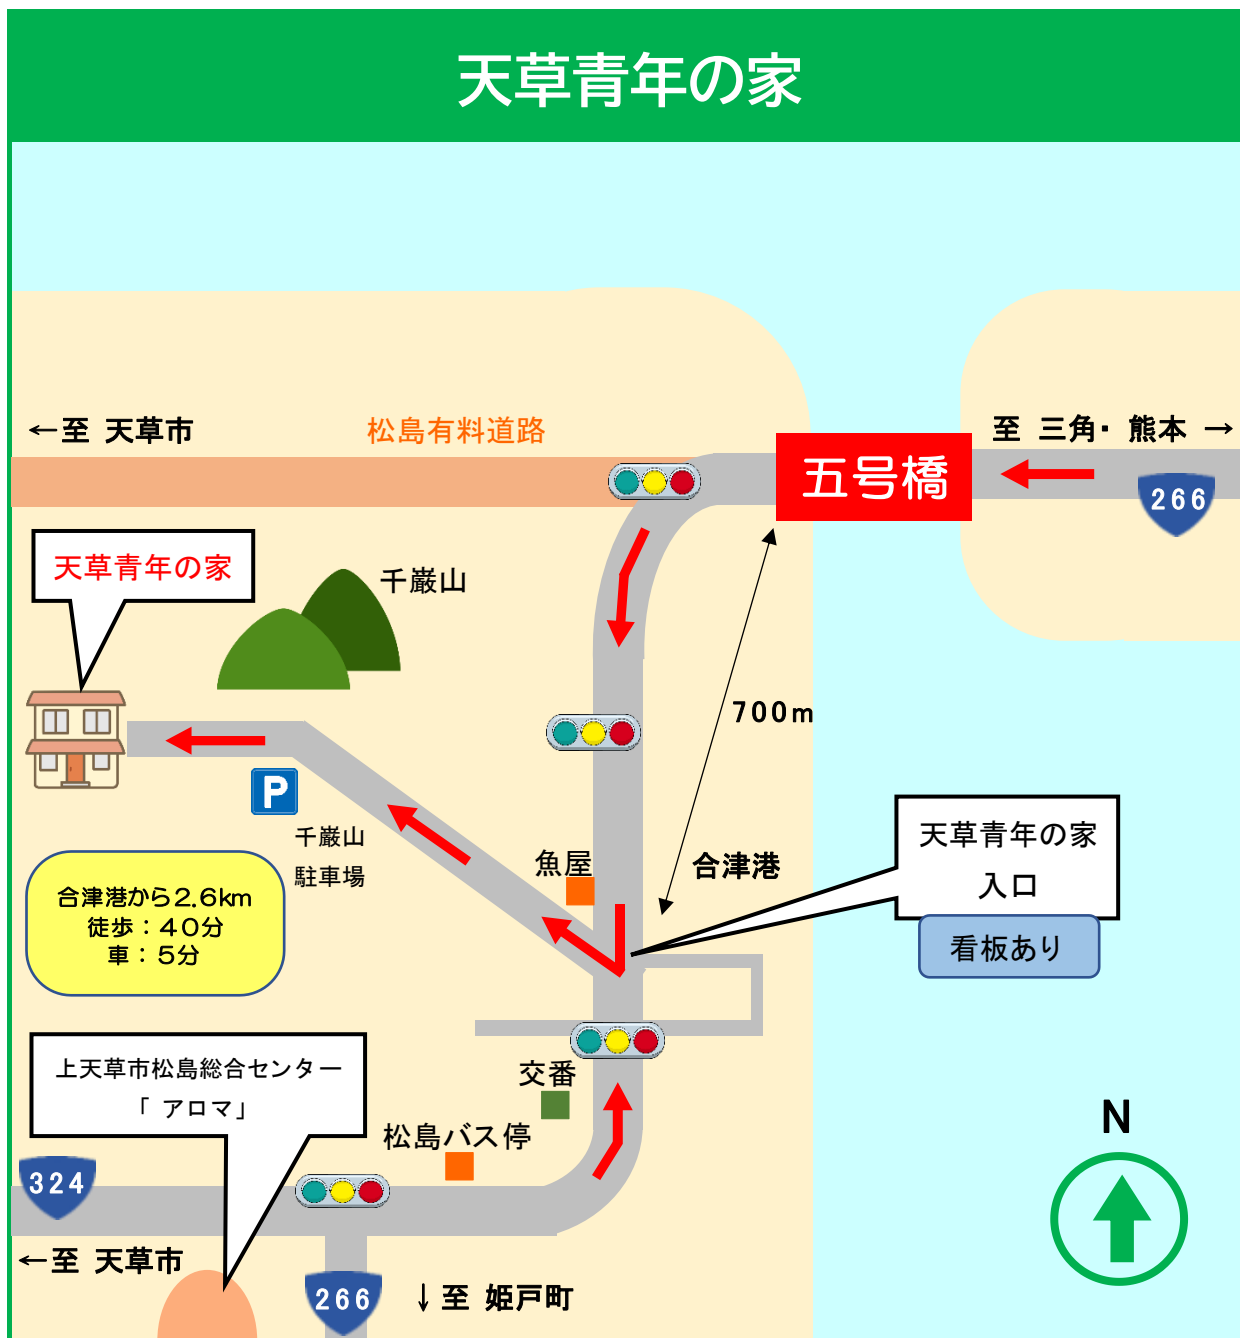 天草青年の家
←至 天草市
松島有料道路
至 三角・熊本 →
五号橋
266
天草青年の家
千巌山
700m
P
千巌山
駐車場
魚屋
合津港
天草青年の家
入口
看板あり
合津港から2.6km
徒歩：40分
車：5分
上天草市松島総合センター
「 アロマ」
交番
松島バス停
N
324
←至 天草市
266
↓至 姫戸町